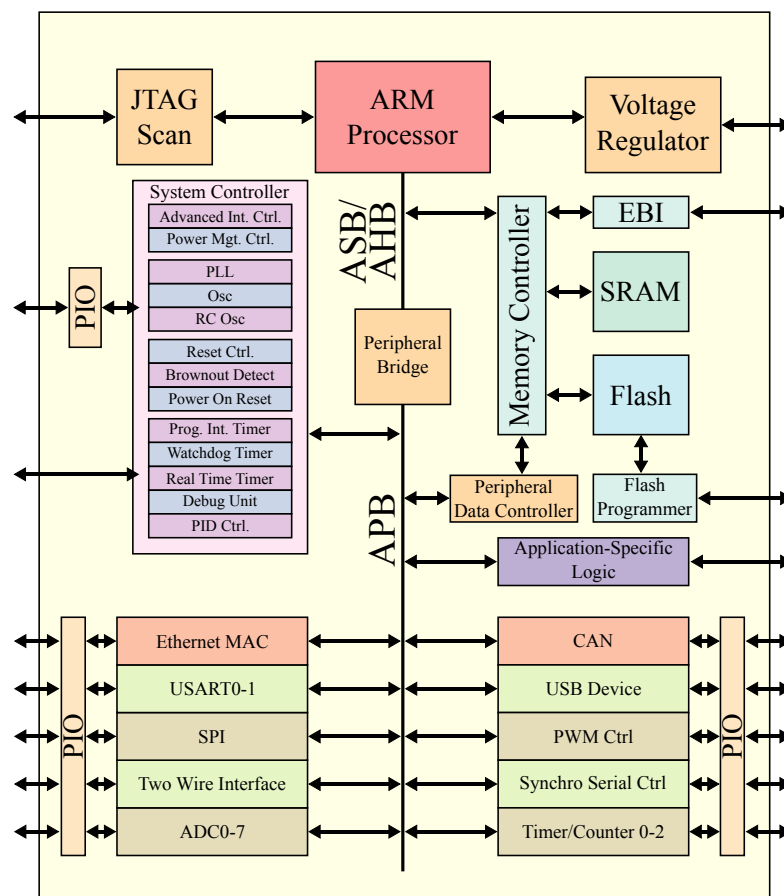 JTAG
Scan
ARM
Processor
Voltage
Regulator
System Controller
Advanced Int. Ctrl.
Power Mgt. Ctrl.
PLL
Osc
RC Osc
Reset Ctrl.
Brownout Detect
Power On Reset
Prog. Int. Timer
Watchdog Timer
Real Time Timer
Debug Unit
PID Ctrl.
PIO
ASB/
AHB
Peripheral
Bridge
APB
Memory Controller
EBI
SRAM
Flash
Peripheral
Data Controller
Flash
Programmer
Application-Specific
Logic
PIO
Ethernet MAC
USART0-1
SPI
Two Wire Interface
ADC0-7
CAN
USB Device
PWM Ctrl
Synchro Serial Ctrl
Timer/Counter 0-2
PIO